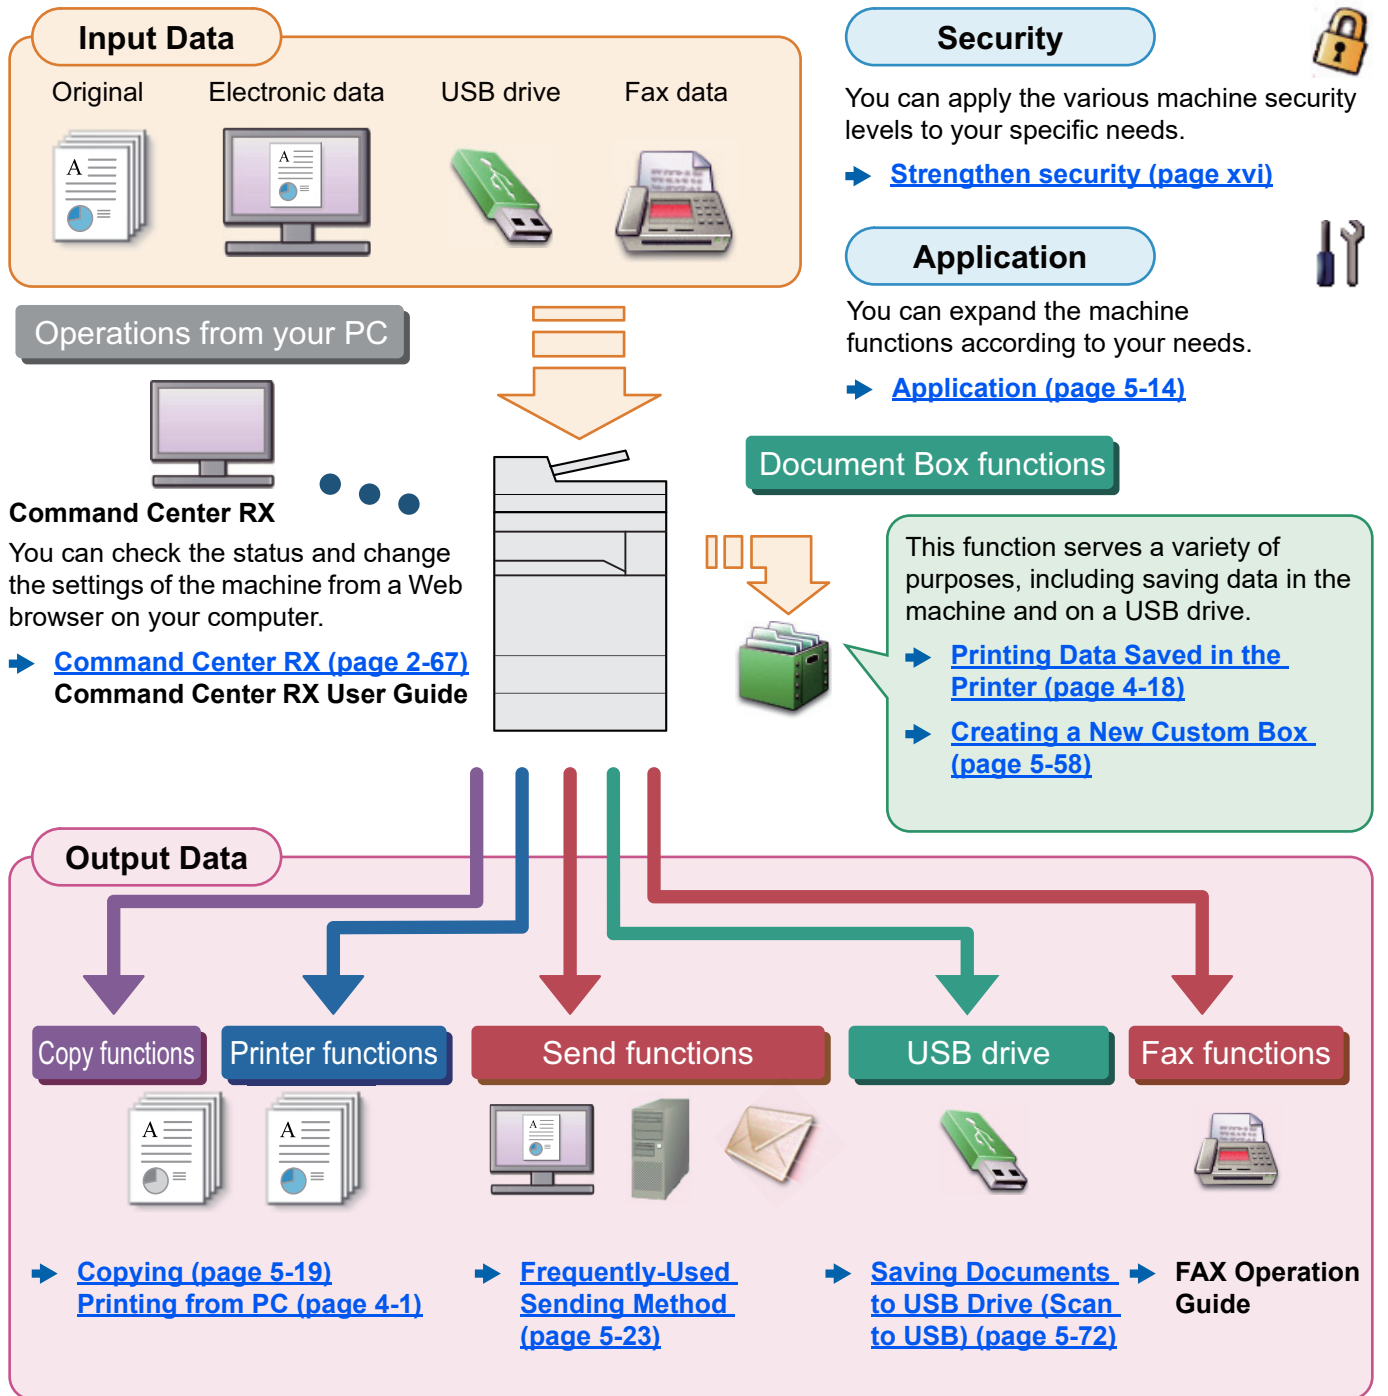 Input Data
Original
Electronic data
USB drive
Fax data
Security
You can apply the various machine security
levels to your specific needs.
Strengthen security (page xvi)
Application
You can expand the machine
functions according to your needs.
Application (page 5-14)
Operations from your PC
Command Center RX
You can check the status and change
the settings of the machine from a Web
browser on your computer.
Command Center RX (page 2-67)
Command Center RX User Guide
Document Box functions
This function serves a variety of
purposes, including saving data in the
machine and on a USB drive.
Printing Data Saved in the
Printer (page 4-18)
Creating a New Custom Box
(page 5-58)
Output Data
Copy functions
Printer functions
Send functions
USB drive
Fax functions
A
A
A
A
A
Copying (page 5-19)
Printing from PC (page 4-1)
Frequently-Used
Sending Method
(page 5-23)
Saving Documents
to USB Drive (Scan
to USB) (page 5-72)
FAX Operation
Guide